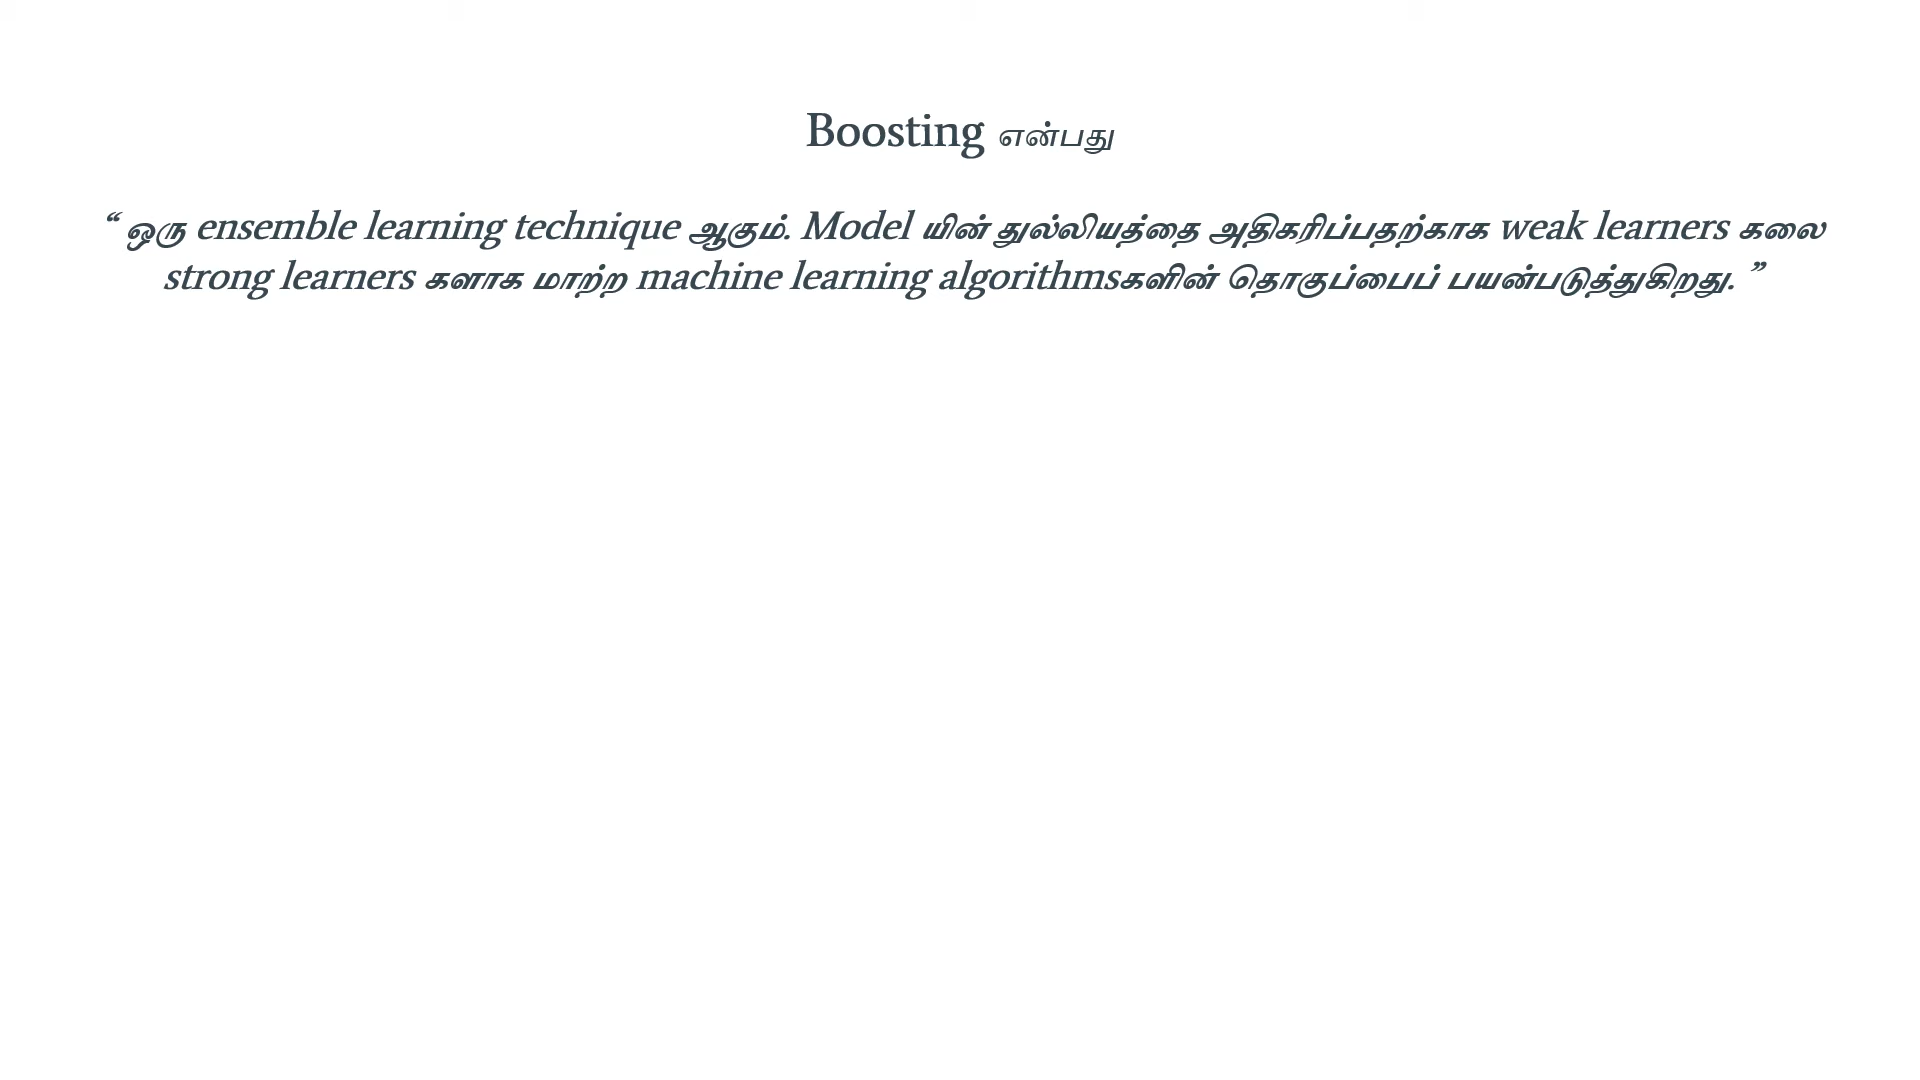 Boosting என்பது
“ ஒரு ensemble learning technique ஆகும். Model யின் துல்லியத்தை அதிகரிப்பதற்காக weak learners கலை
strong learners களாக மாற்ற machine learning algorithmsகளின் தொகுப்பைப் பயன்படுத்துகிறது. ”